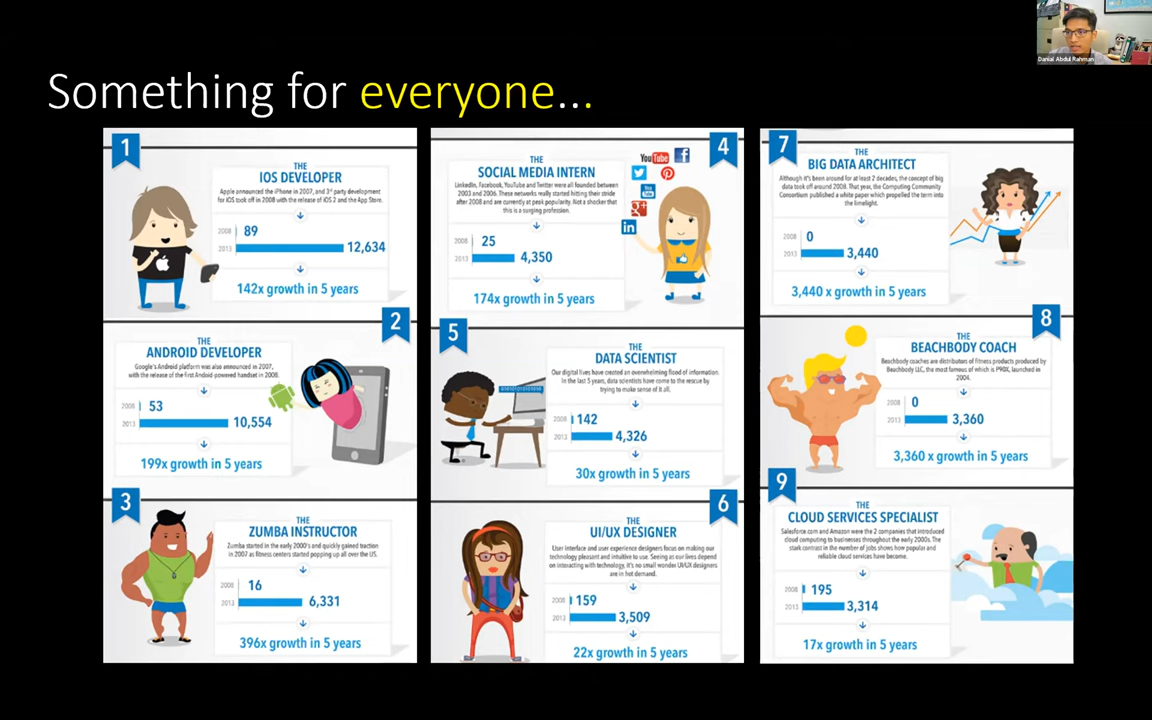 Danial Abdul Rahman
Something for everyone...
1
THE
IOS DEVELOPER
Apple announced the iPhone in 2007, and 3rd party development
for iOS took off in 2008 with the release of iOS 2 and the App Store.
2008 89
2013 12,634
142x growth in 5 years
2
THE
ANDROID DEVELOPER
Google's Android platform was also announced in 2007,
with the release of the first Android-powered handset in 2008.
2008 53
2013 10,554
199x growth in 5 years
3
THE
ZUMBA INSTRUCTOR
Zumba started in the early 2000's and quickly gained traction
in 2007 as fitness centers started popping up all over the US.
2008 16
2013 6,331
396x growth in 5 years
4
THE
SOCIAL MEDIA INTERN
LinkedIn, Facebook, YouTube and Twitter were all founded between
2003 and 2006. These networks really started hitting their stride
after 2008 and are currently at peak popularity. Not a shocker that
this is a surging profession.
2008 25
2013 4,350
174x growth in 5 years
YouTube
f
g+
in
5
THE
DATA SCIENTIST
Our digital lives have created an overwhelming flood of information.
In the last 5 years, data scientists have come to the rescue by
trying to make sense of it all.
2008 142
2013 4,326
30x growth in 5 years
6
THE
UI/UX DESIGNER
User interface and user experience designers focus on making our
technology pleasant and intuitive to use. Seeing as our lives depend
on interacting with technology, it's no small wonder UI/UX designers
are in hot demand.
2008 159
2013 3,509
22x growth in 5 years
7
THE
BIG DATA ARCHITECT
Although it's been around for at least 2 decades, the concept of big
data took off around 2008. That year, the Computing Community
Consortium published a white paper which propelled the term into
the limelight.
2008 0
2013 3,440
3,440 x growth in 5 years
8
THE
BEACHBODY COACH
Beachbody coaches are distributors of fitness products produced by
Beachbody LLC, the most famous of which is P90X, launched in
2004.
2008 0
2013 3,360
3,360 x growth in 5 years
9
THE
CLOUD SERVICES SPECIALIST
Salesforce.com and Amazon were the 2 companies that introduced
cloud computing to businesses throughout the early 2000s. The
stark contrast in the number of jobs shows how popular and
reliable cloud services have become.
2008 195
2013 3,314
17x growth in 5 years